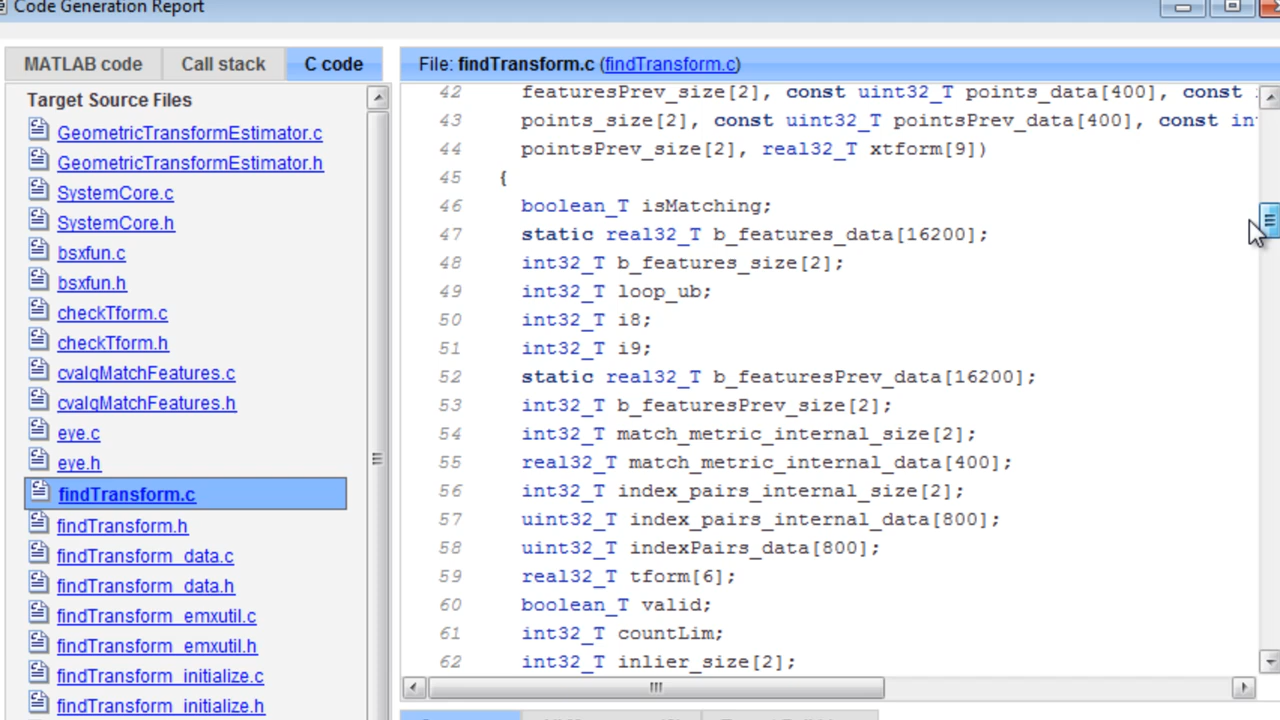 Code Generation Report
MATLAB code Call stack C code
Target Source Files
GeometricTransformEstimator.c
GeometricTransformEstimator.h
SystemCore.c
SystemCore.h
bsxfun.c
bsxfun.h
checkTform.c
checkTform.h
cvalgMatchFeatures.c
cvalgMatchFeatures.h
eye.c
eye.h
findTransform.c
findTransform.h
findTransform_data.c
findTransform_data.h
findTransform_emxutil.c
findTransform_emxutil.h
findTransform_initialize.c
findTransform_initialize.h
File: findTransform.c (findTransform.c)
42 featuresPrev_size[2], const uint32_T points_data[400], const
43 points_size[2], const uint32_T pointsPrev_data[400], const in
44 pointsPrev_size[2], real32_T xtform[9])
45 {
46 boolean_T isMatching;
47 static real32_T b_features_data[16200];
48 int32_T b_features_size[2];
49 int32_T loop_ub;
50 int32_T i8;
51 int32_T i9;
52 static real32_T b_featuresPrev_data[16200];
53 int32_T b_featuresPrev_size[2];
54 int32_T match_metric_internal_size[2];
55 real32_T match_metric_internal_data[400];
56 int32_T index_pairs_internal_size[2];
57 uint32_T index_pairs_internal_data[800];
58 uint32_T indexPairs_data[800];
59 real32_T tform[6];
60 boolean_T valid;
61 int32_T countLim;
62 int32_T inlier_size[2];